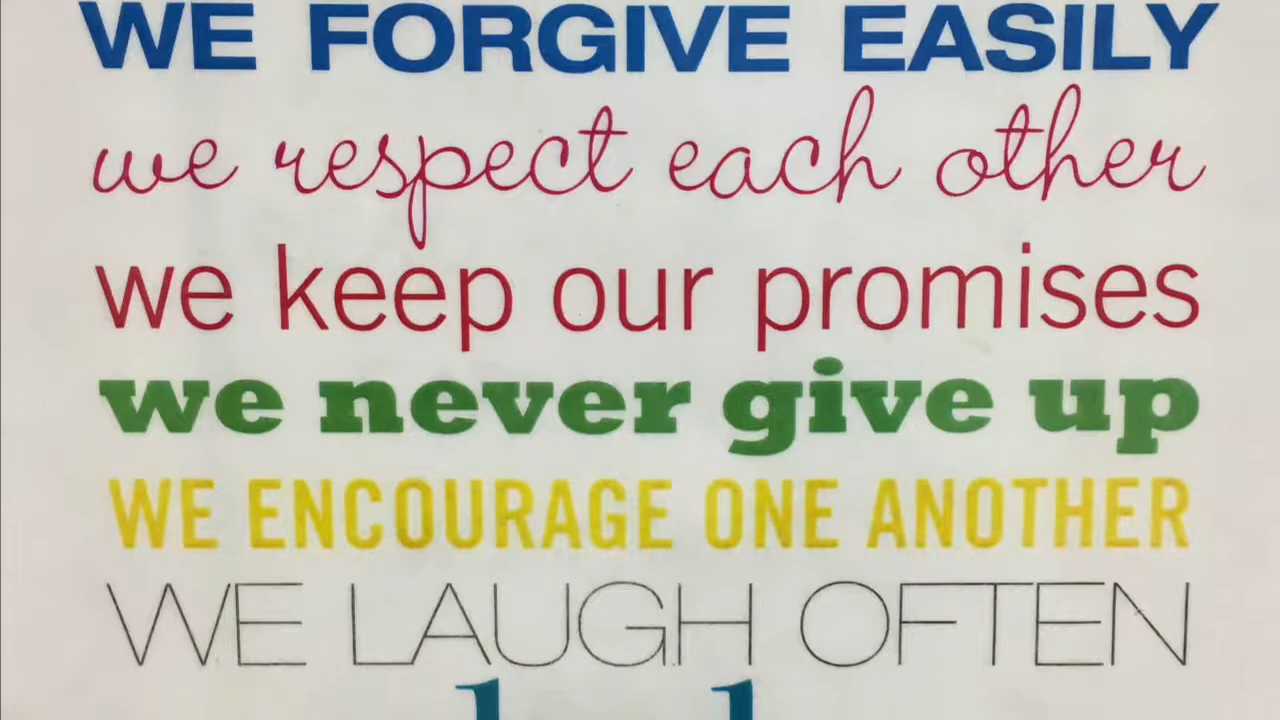 WE FORGIVE EASILY
we respect each other
we keep our promises
we never give up
WE ENCOURAGE ONE ANOTHER
WE LAUGH OFTEN